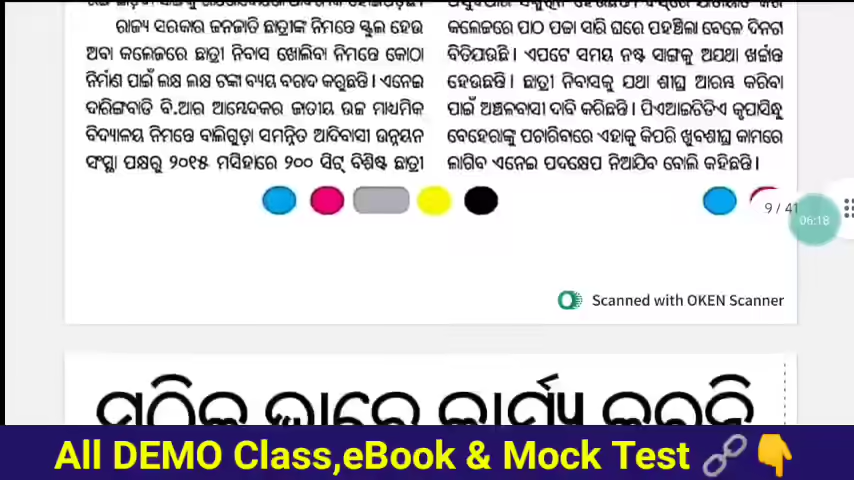 ରାଜ୍ୟ ସରକାର ଜନଜାତି ଛାତ୍ରୀଙ୍କ ନିମନ୍ତେ ସ୍କୁଲ ହେଉ
ଅବା କଲେଜରେ ଛାତ୍ରୀ ନିବାସ ଖୋଲିବା ନିମନ୍ତେ କୋଠା
ନିର୍ମାଣ ପାଇଁ ଲକ୍ଷ ଲକ୍ଷ ଟଙ୍କା ବ୍ୟୟ ବରାଦ କରୁଛନ୍ତି । ଏନେଇ
ଦାରିଙ୍ଗବାଡି ବି.ଆର ଆମ୍ବେଦକର ଜାତୀୟ ଉଚ୍ଚ ମାଧ୍ୟମିକ
ବିଦ୍ୟାଳୟ ନିମନ୍ତେ ବାଲିଗୁଡ଼ା ସମନ୍ୱିତ ଆଦିବାସୀ ଉନ୍ନୟନ
ସଂସ୍ଥା ପକ୍ଷରୁ ୨୦୧୫ ମସିହାରେ ୨୦୦ ସିଟ୍ ବିଶିଷ୍ଟ ଛାତ୍ରୀ
କଲେଜରେ ପାଠ ପଢା ସାରି ଘରେ ପହଞ୍ଚିଲା ବେଳେ ଦିନଗତ
ବିତିଯାଉଛି । ଏପଟେ ସମୟ ନଷ୍ଟ ସାଙ୍ଗକୁ ଅଯଥା ଖର୍ଚ୍ଚାନ୍ତ
ହେଉଛନ୍ତି । ଛାତ୍ରୀ ନିବାସକୁ ଯଥା ଶୀଘ୍ର ଆରମ୍ଭ କରିବା
ପାଇଁ ଅଞ୍ଚଳବାସୀ ଦାବି କରିଛନ୍ତି । ପିଏଆଇଟିଡିଏ କୃପାସିନ୍ଧୁ
ବେହେରାଙ୍କୁ ପଚାରିବାରେ ଏହାକୁ କିପରି ଖୁବଶୀଘ୍ର କାମରେ
ଲାଗିବ ଏନେଇ ପଦକ୍ଷେପ ନିଆଯିବ ବୋଲି କହିଛନ୍ତି ।
9 / 41
06:18
Scanned with OKEN Scanner
ସଠିକ ଭାବେ କାର୍ଯ୍ୟ କରୁନି
All DEMO Class,eBook & Mock Test